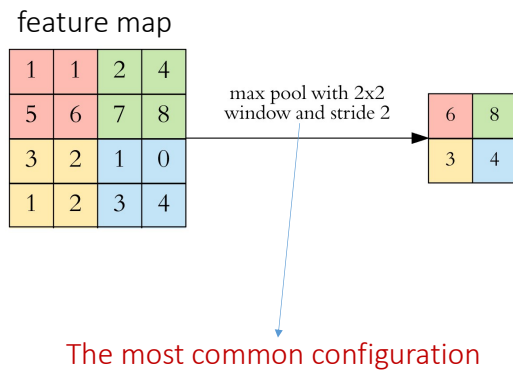 feature map
1 1 2 4
5 6 7 8
3 2 1 0
1 2 3 4
max pool with 2x2
window and stride 2
6 8
3 4
The most common configuration